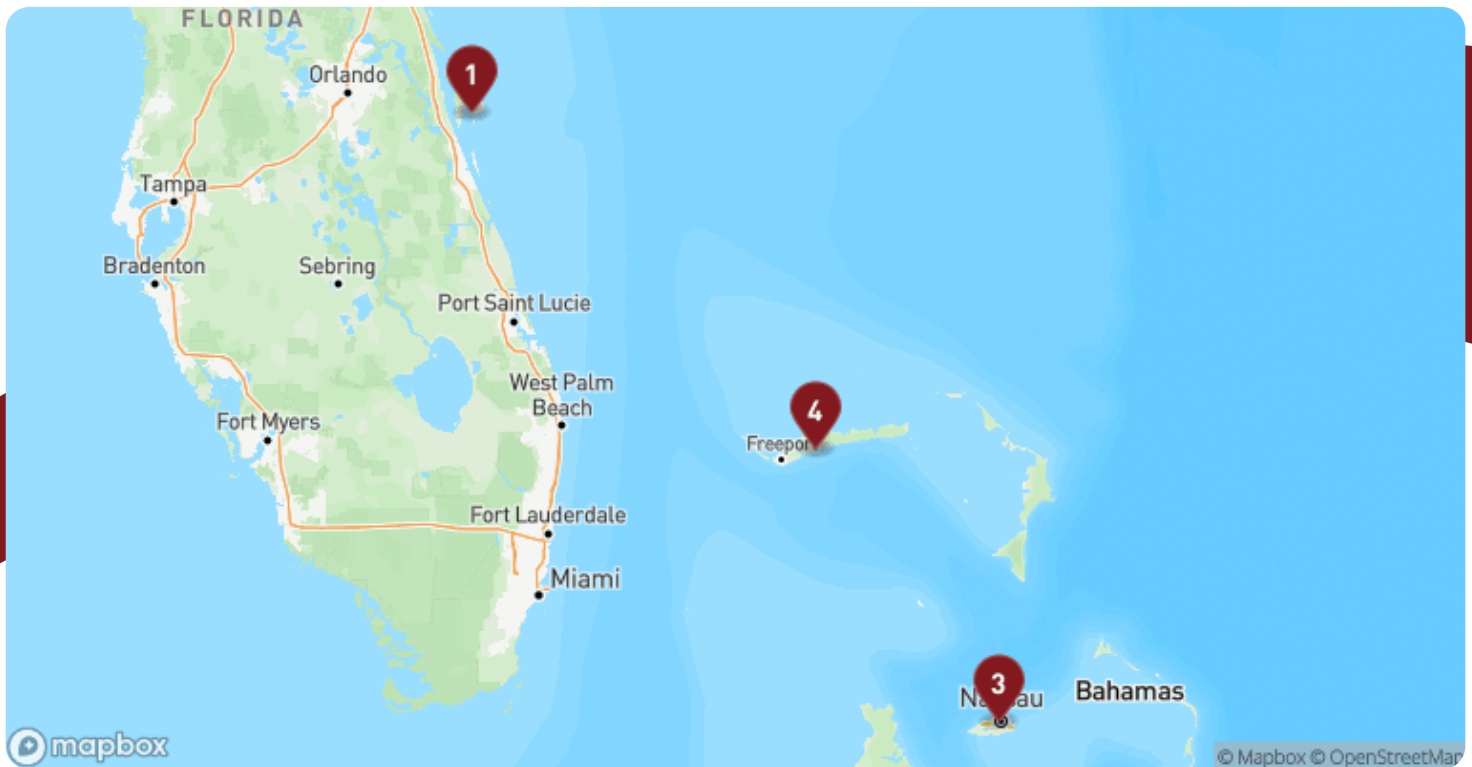 FLORIDA
Orlando
1
Tampa
Bradenton
Sebring
Port Saint Lucie
West Palm
Beach
Fort Myers
4
Fort Lauderdale
Miami
3
Bahamas
mapbox
© Mapbox © OpenStreetMap